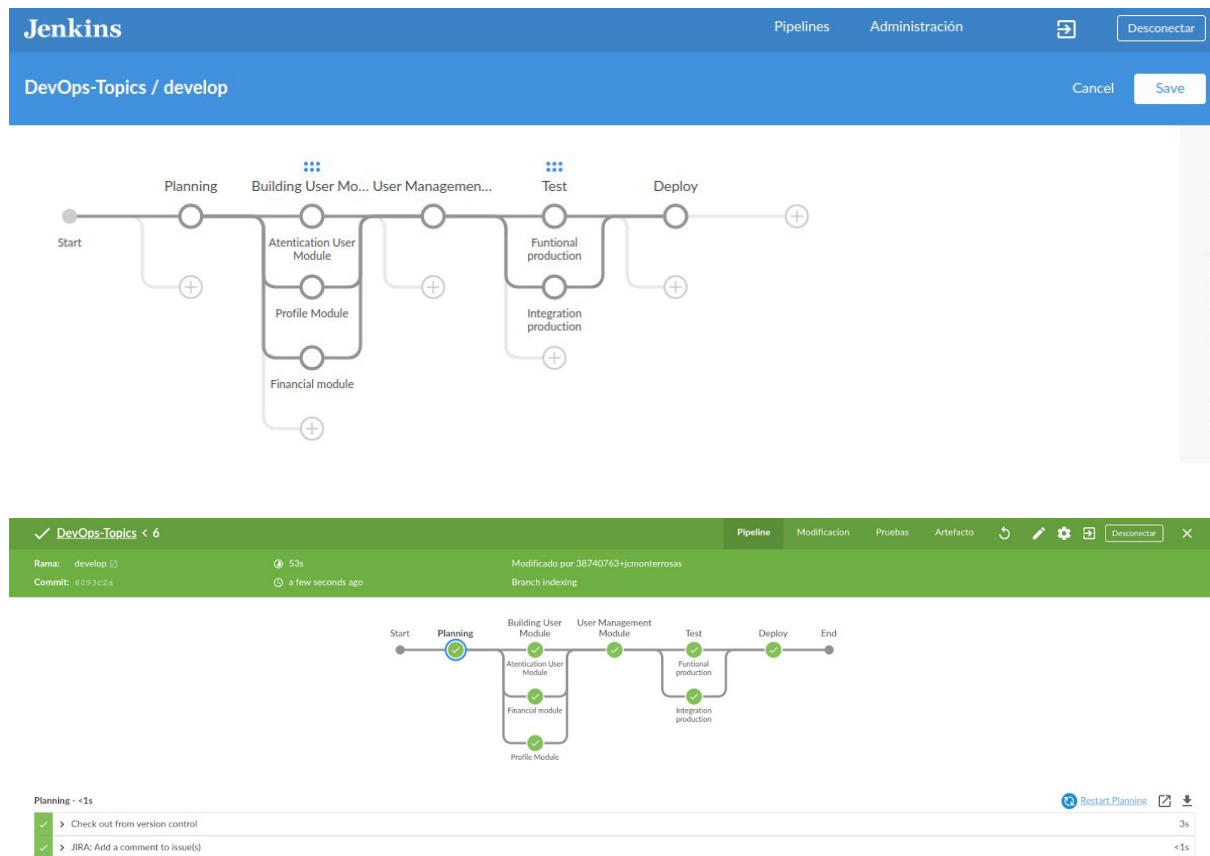 Jenkins
Pipelines
Administración
Desconectar
DevOps-Topics / develop
Cancel
Save
Planning
Building User Mo...
User Managemen...
Test
Deploy
Start
Atentication User
Module
Funtional
production
Profile Module
Integration
production
Financial module
DevOps-Topics < 6
Pipeline
Modificacíon
Pruebas
Artefacto
Desconectar
Rama: develop
53s
Modificado por 38740763+jcmonterrosas
Commit: 6093c2a
a few seconds ago
Branch indexing
Start
Planning
Building User
Module
User Management
Module
Test
Deploy
End
Atentication User
Module
Funtional
production
Financial module
Integration
production
Profile Module
Planning - <1s
Restart Planning
Check out from version control
3s
JIRA: Add a comment to issue(s)
<1s